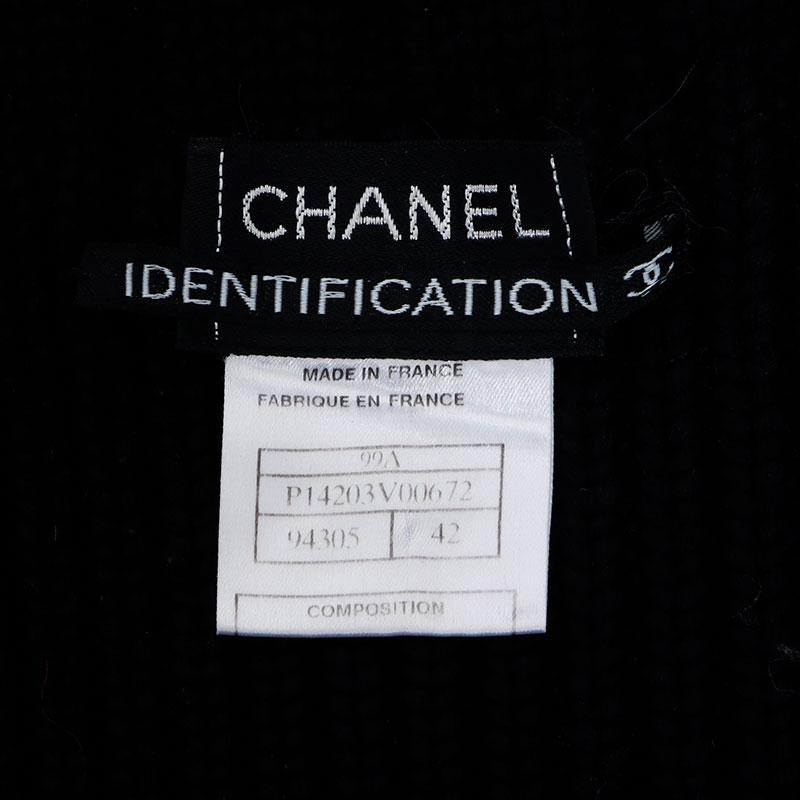 CHANEL
IDENTIFICATION
MADE IN FRANCE
FABRIQUE EN FRANCE
99A
P14203V00672
94305 42
COMPOSITION